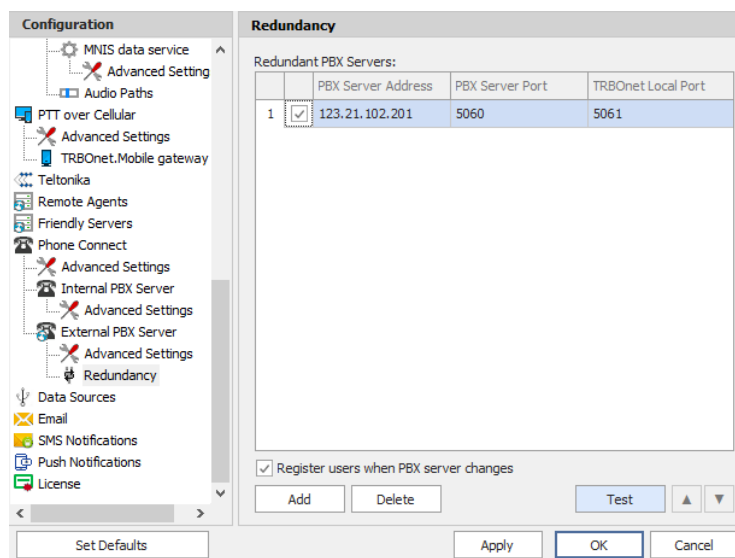 Configuration
MNIS data service
Advanced Setting
Audio Paths
PTT over Cellular
Advanced Settings
TRBOnet.Mobile gateway
Teltonika
Remote Agents
Friendly Servers
Phone Connect
Advanced Settings
Internal PBX Server
Advanced Settings
External PBX Server
Advanced Settings
Redundancy
Data Sources
Email
SMS Notifications
Push Notifications
License
Set Defaults
Redundancy
Redundant PBX Servers:
PBX Server Address PBX Server Port TRBOnet Local Port
1 123.21.102.201 5060 5061
Register users when PBX server changes
Add Delete Test
Apply OK Cancel